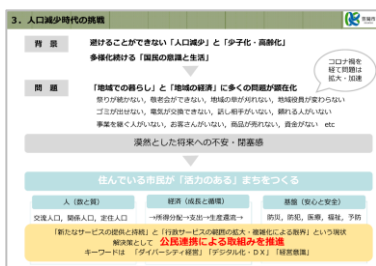 3．人口減少時代の挑戦
背　景
避けることができない「人口減少」と「少子化・高齢化」
多様化続ける「国民の意識と生活」
コロナ禍を
経て問題は
拡大・加速
問　題
「地域での暮らし」と「地域の経済」に多くの問題が顕在化
祭りが続かない、敬老会ができない、地域の草が刈れない、地域役員が変わらない
ゴミが出せない、電気が交換できない、話し相手がいない、頼れる人がいない
事業を継ぐ人がいない、お客さんがいない、商品が売れない、資金がない　etc
漠然とした将来への不安・閉塞感
住んでいる市民が「活力のある」まちをつくる
人（数と質）
交流人口、関係人口、定住人口
経済（成長と循環）
→所得分配→支出→生産還流→
基盤（安心と安全）
防災、防犯、医療、福祉、予防
「新たなサービスの提供と持続」と「行政サービスの範囲の拡大・複雑化による限界」という現状
解決策として 公民連携による取組みを推進
キーワードは　「ダイバーシティ経営」「デジタル化・DX」「経営意識」